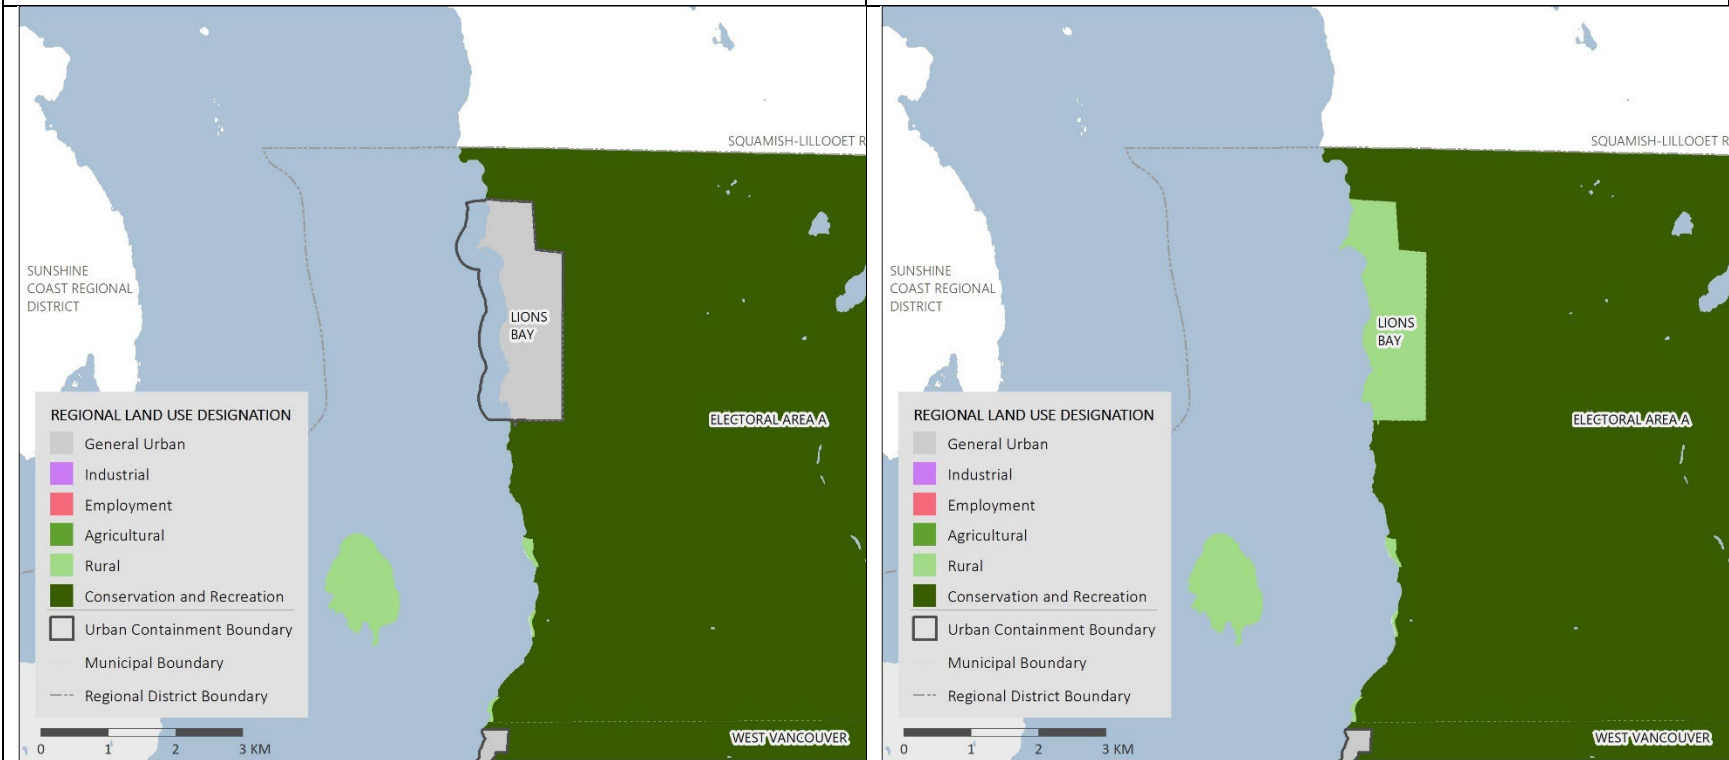 SQUAMISH-LILLOOET R
SUNSHINE
COAST REGIONAL
DISTRICT
LIONS
BAY
ELECTORAL AREA A
REGIONAL LAND USE DESIGNATION
General Urban
Industrial
Employment
Agricultural
Rural
Conservation and Recreation
Urban Containment Boundary
Municipal Boundary
Regional District Boundary
0 1 2 3 KM
WEST VANCOUVER
SQUAMISH-LILLOOET R
SUNSHINE
COAST REGIONAL
DISTRICT
LIONS
BAY
ELECTORAL AREA A
REGIONAL LAND USE DESIGNATION
General Urban
Industrial
Employment
Agricultural
Rural
Conservation and Recreation
Urban Containment Boundary
Municipal Boundary
Regional District Boundary
0 1 2 3 KM
WEST VANCOUVER